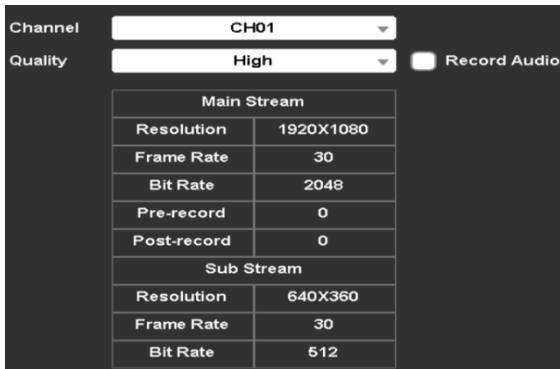 Channel CH01
Quality High Record Audio
Main Stream
Resolution 1920X1080
Frame Rate 30
Bit Rate 2048
Pre-record 0
Post-record 0
Sub Stream
Resolution 640X360
Frame Rate 30
Bit Rate 512